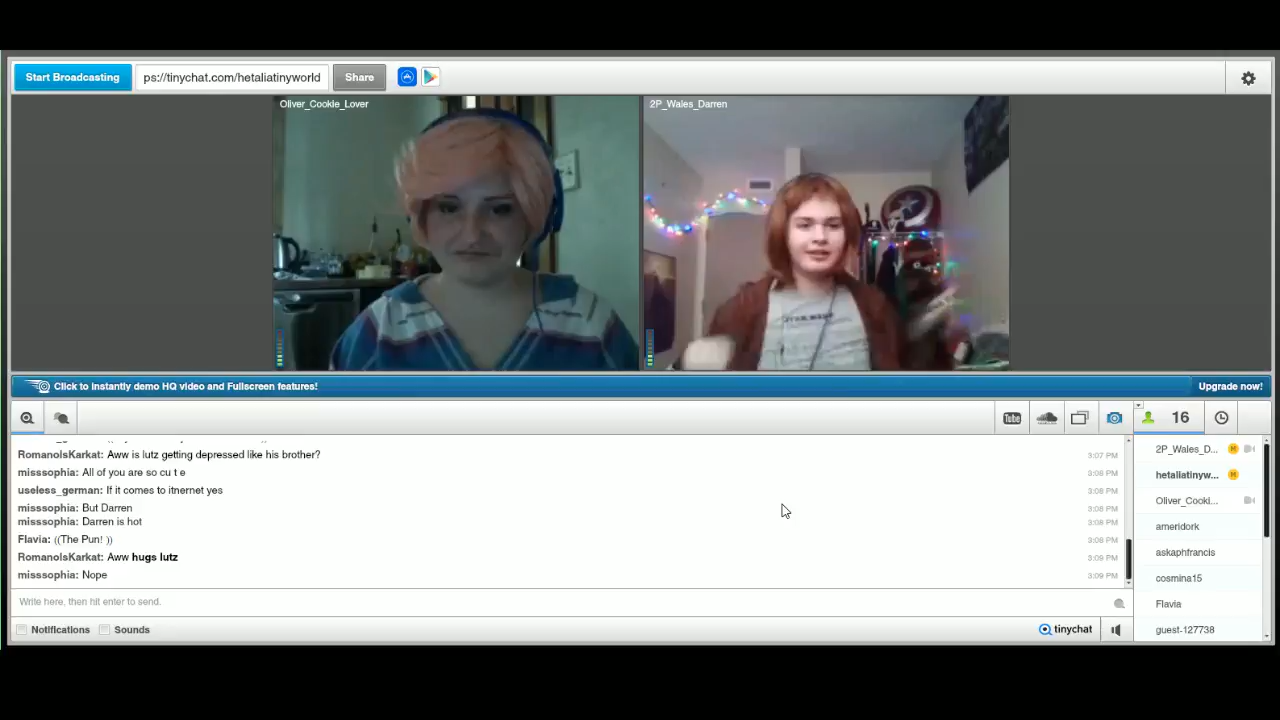 Start Broadcasting
ps://tinychat.com/hetaliatinyworld
Share
Oliver_Cookie_Lover
2P_Wales_Darren
STAR WARS
Click to instantly demo HQ video and Fullscreen features!
Upgrade now!
You Tube
16
RomanoIsKarkat: Aww is lutz getting depressed like his brother?
3:07 PM
misssophia: All of you are so cu t e
3:08 PM
useless_german: If it comes to itnernet yes
3:08 PM
misssophia: But Darren
3:08 PM
misssophia: Darren is hot
3:08 PM
Flavia: ((The Pun! ))
3:08 PM
RomanoIsKarkat: Aww hugs lutz
3:09 PM
misssophia: Nope
3:09 PM
2P_Wales_D... M
hetaliatinyw... M
Oliver_Cooki...
ameridork
askaphfrancis
cosmina15
Flavia
guest-127738
Write here, then hit enter to send.
Notifications
Sounds
tinychat